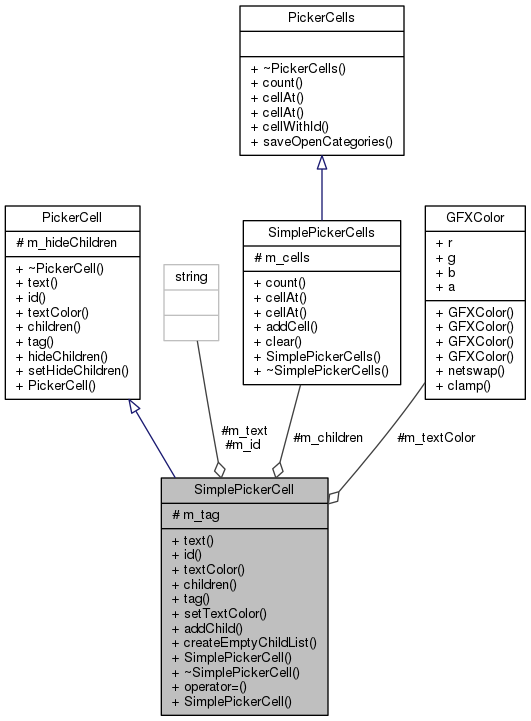 PickerCells
+ ~PickerCells()
+ count()
+ cellAt()
+ cellAt()
+ cellWithId()
+ saveOpenCategories()
PickerCell
# m_hideChildren
+ ~PickerCell()
+ text()
+ id()
+ textColor()
+ children()
+ tag()
+ hideChildren()
+ setHideChildren()
+ PickerCell()
string
SimplePickerCells
# m_cells
+ count()
+ cellAt()
+ cellAt()
+ addCell()
+ clear()
+ SimplePickerCells()
+ ~SimplePickerCells()
GFXColor
+ r
+ g
+ b
+ a
+ GFXColor()
+ GFXColor()
+ GFXColor()
+ GFXColor()
+ netswap()
+ clamp()
#m_text
#m_id
#m_children
#m_textColor
SimplePickerCell
# m_tag
+ text()
+ id()
+ textColor()
+ children()
+ tag()
+ setTextColor()
+ addChild()
+ createEmptyChildList()
+ SimplePickerCell()
+ ~SimplePickerCell()
+ operator=()
+ SimplePickerCell()